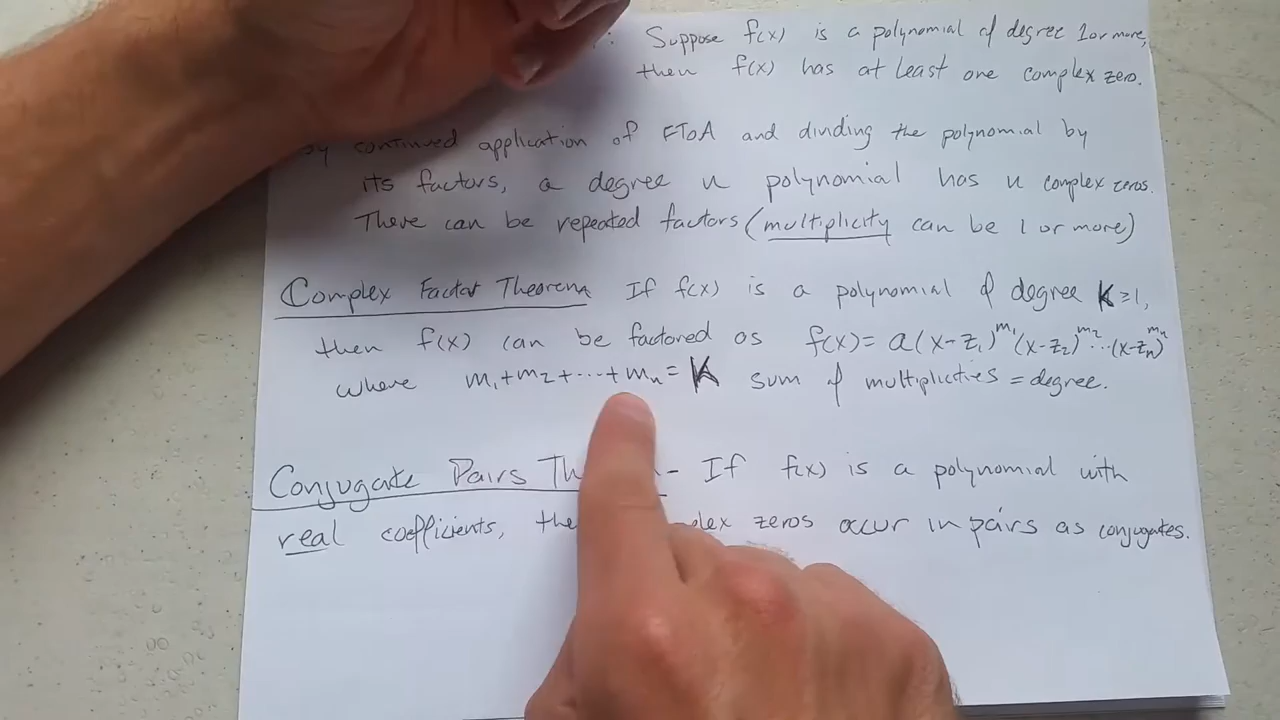 : Suppose f(x) is a polynomial of degree 1 or more,
then f(x) has at least one complex zero.
by continued application of FToA and dividing the polynomial by
its factors, a degree n polynomial has n complex zeros.
There can be repeated factors (multiplicity can be 1 or more)
Complex Factor Theorem If f(x) is a polynomial of degree K≥1,
then f(x) can be factored as f(x)= a(x-z₁)^m₁(x-z₂)^m₂...(x-zₙ)^mₙ
where m₁+m₂+...+mₙ=K sum of multiplicities = degree.
Conjugate Pairs - If f(x) is a polynomial with
real coefficients, zeros occur in pairs as conjugates.